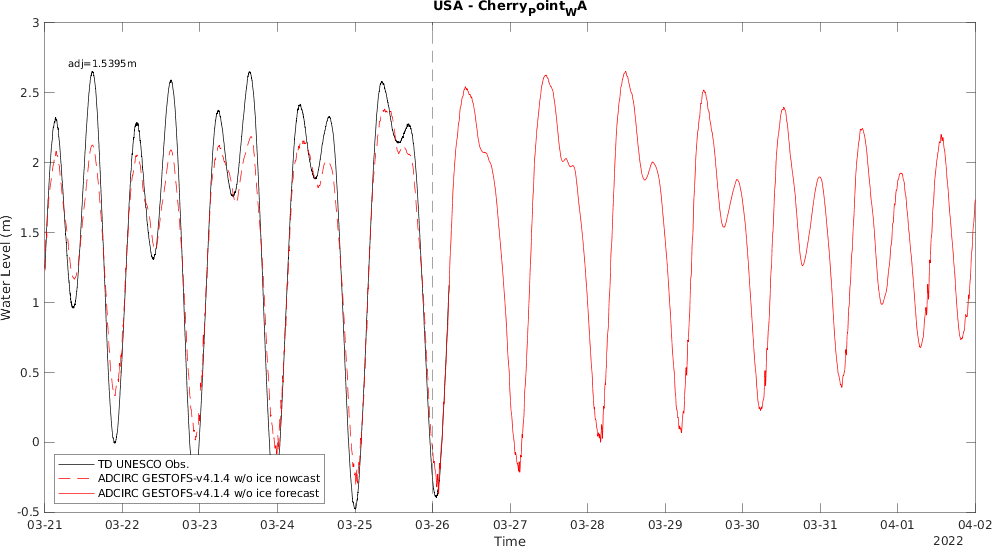 USA - CherryPointWA
adj=1.5395m
3
2.5
2
1.5
1
0.5
0
-0.5
Water Level (m)
TD UNESCO Obs.
ADCIRC GESTOFS-v4.1.4 w/o ice nowcast
ADCIRC GESTOFS-v4.1.4 w/o ice forecast
03-21 03-22 03-23 03-24 03-25 03-26 03-27 03-28 03-29 03-30 03-31 04-01 04-02
Time
2022